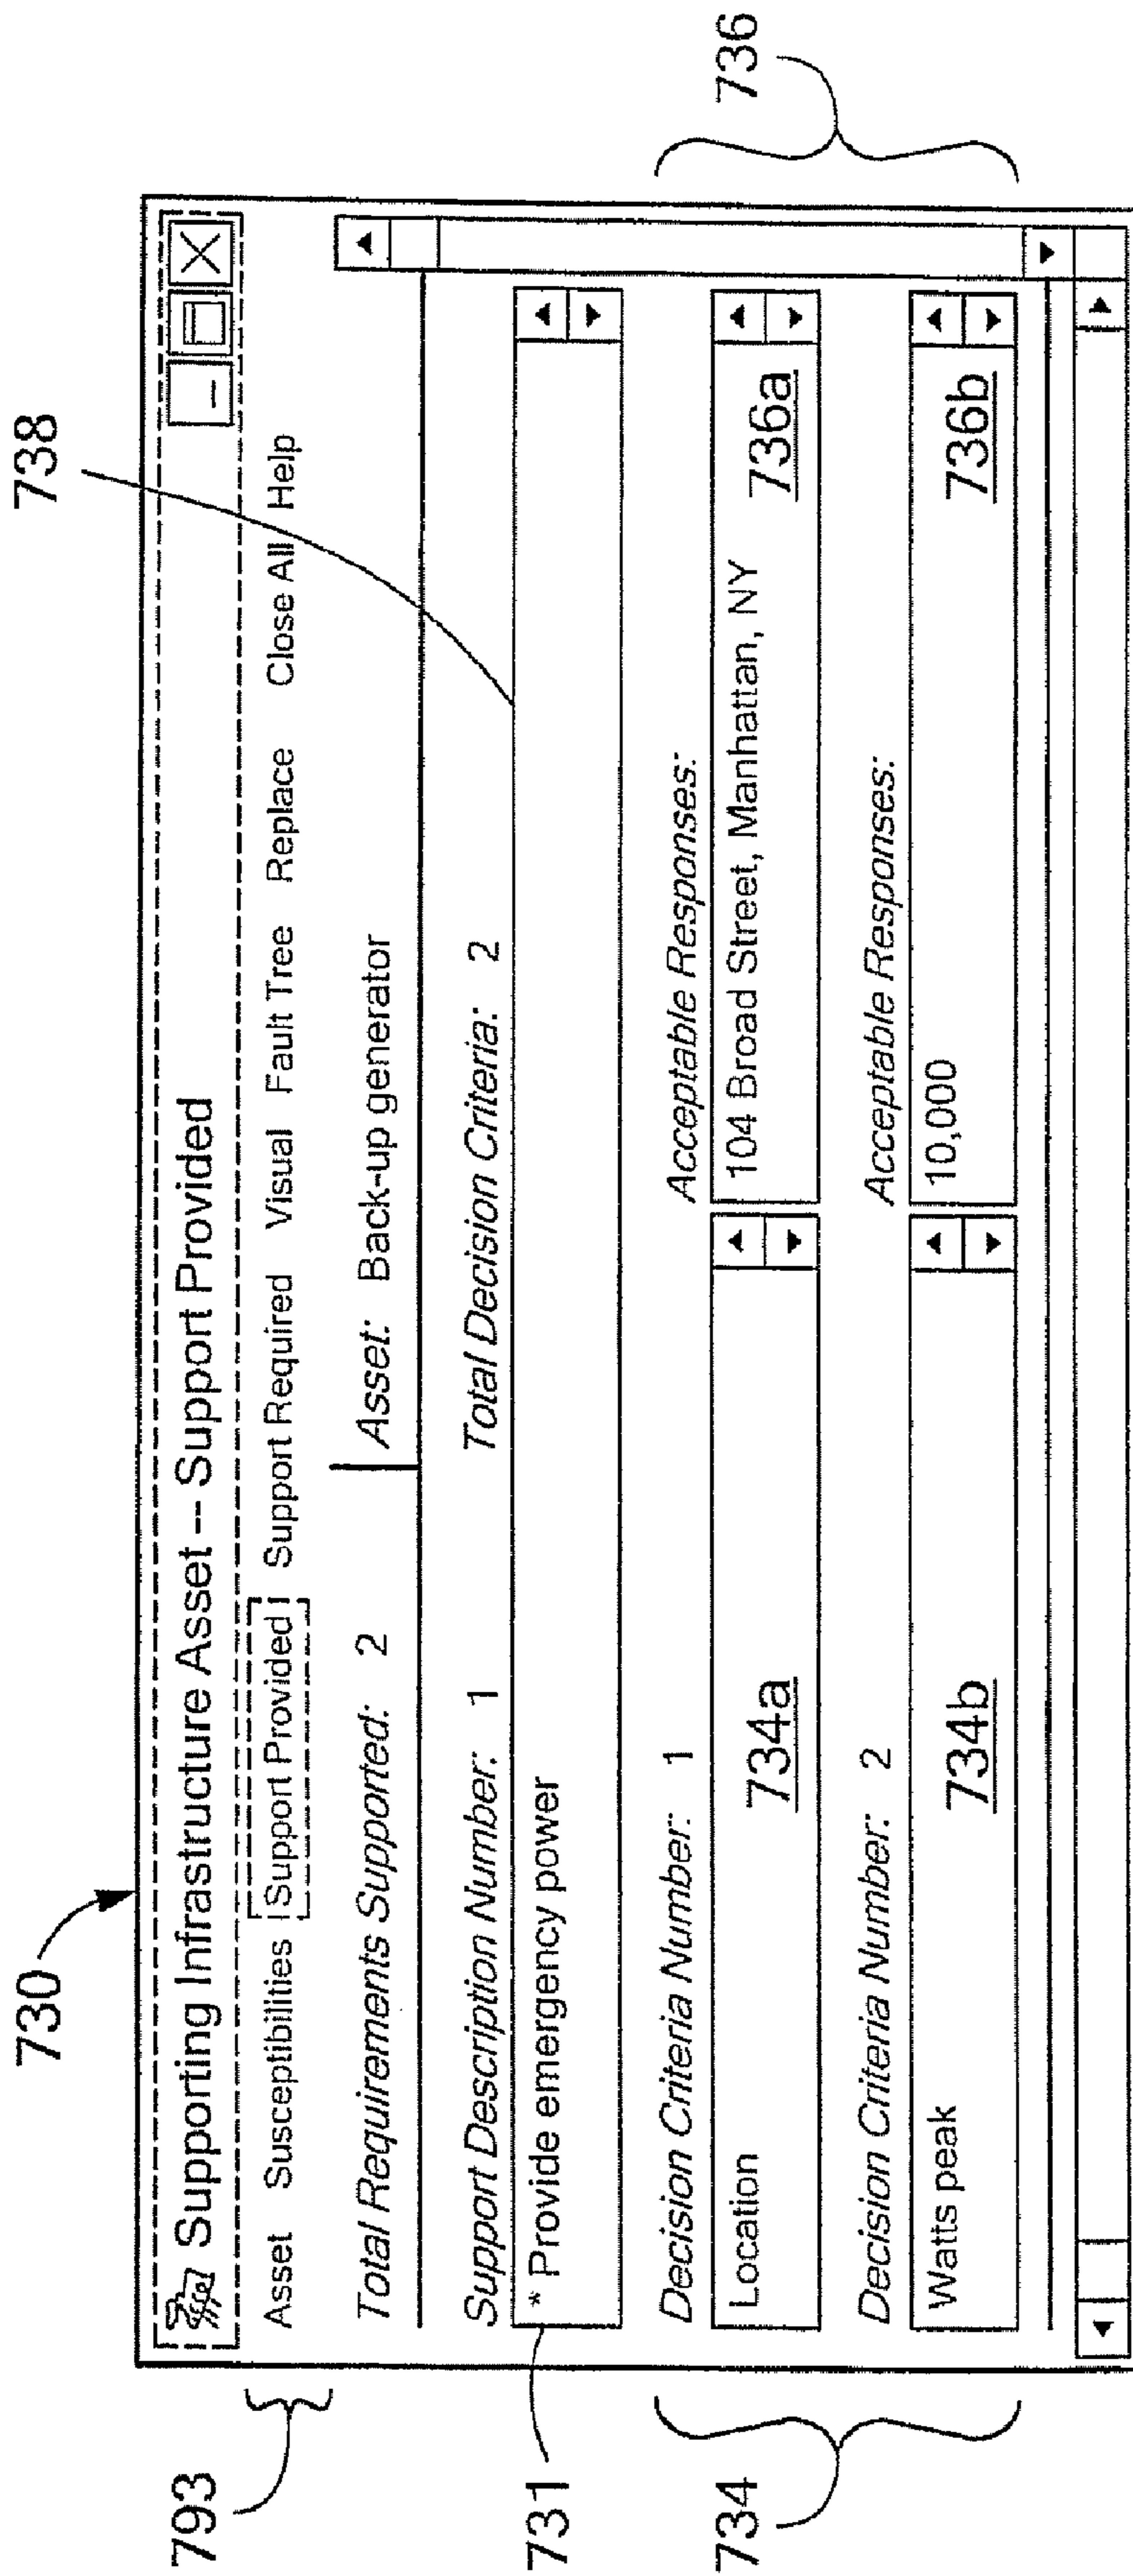 730
738
Supporting Infrastructure Asset -- Support Provided
793
Asset Susceptibilities Support Provided Support Required Visual Fault Tree Replace Close All Help
Total Requirements Supported: 2 Asset: Back-up generator
Support Description Number: 1 Total Decision Criteria: 2
731
* Provide emergency power
Decision Criteria Number: 1 Acceptable Responses:
Location 734a 104 Broad Street, Manhattan, NY 736a
734
736
Decision Criteria Number: 2 Acceptable Responses:
Watts peak 734b 10,000 736b